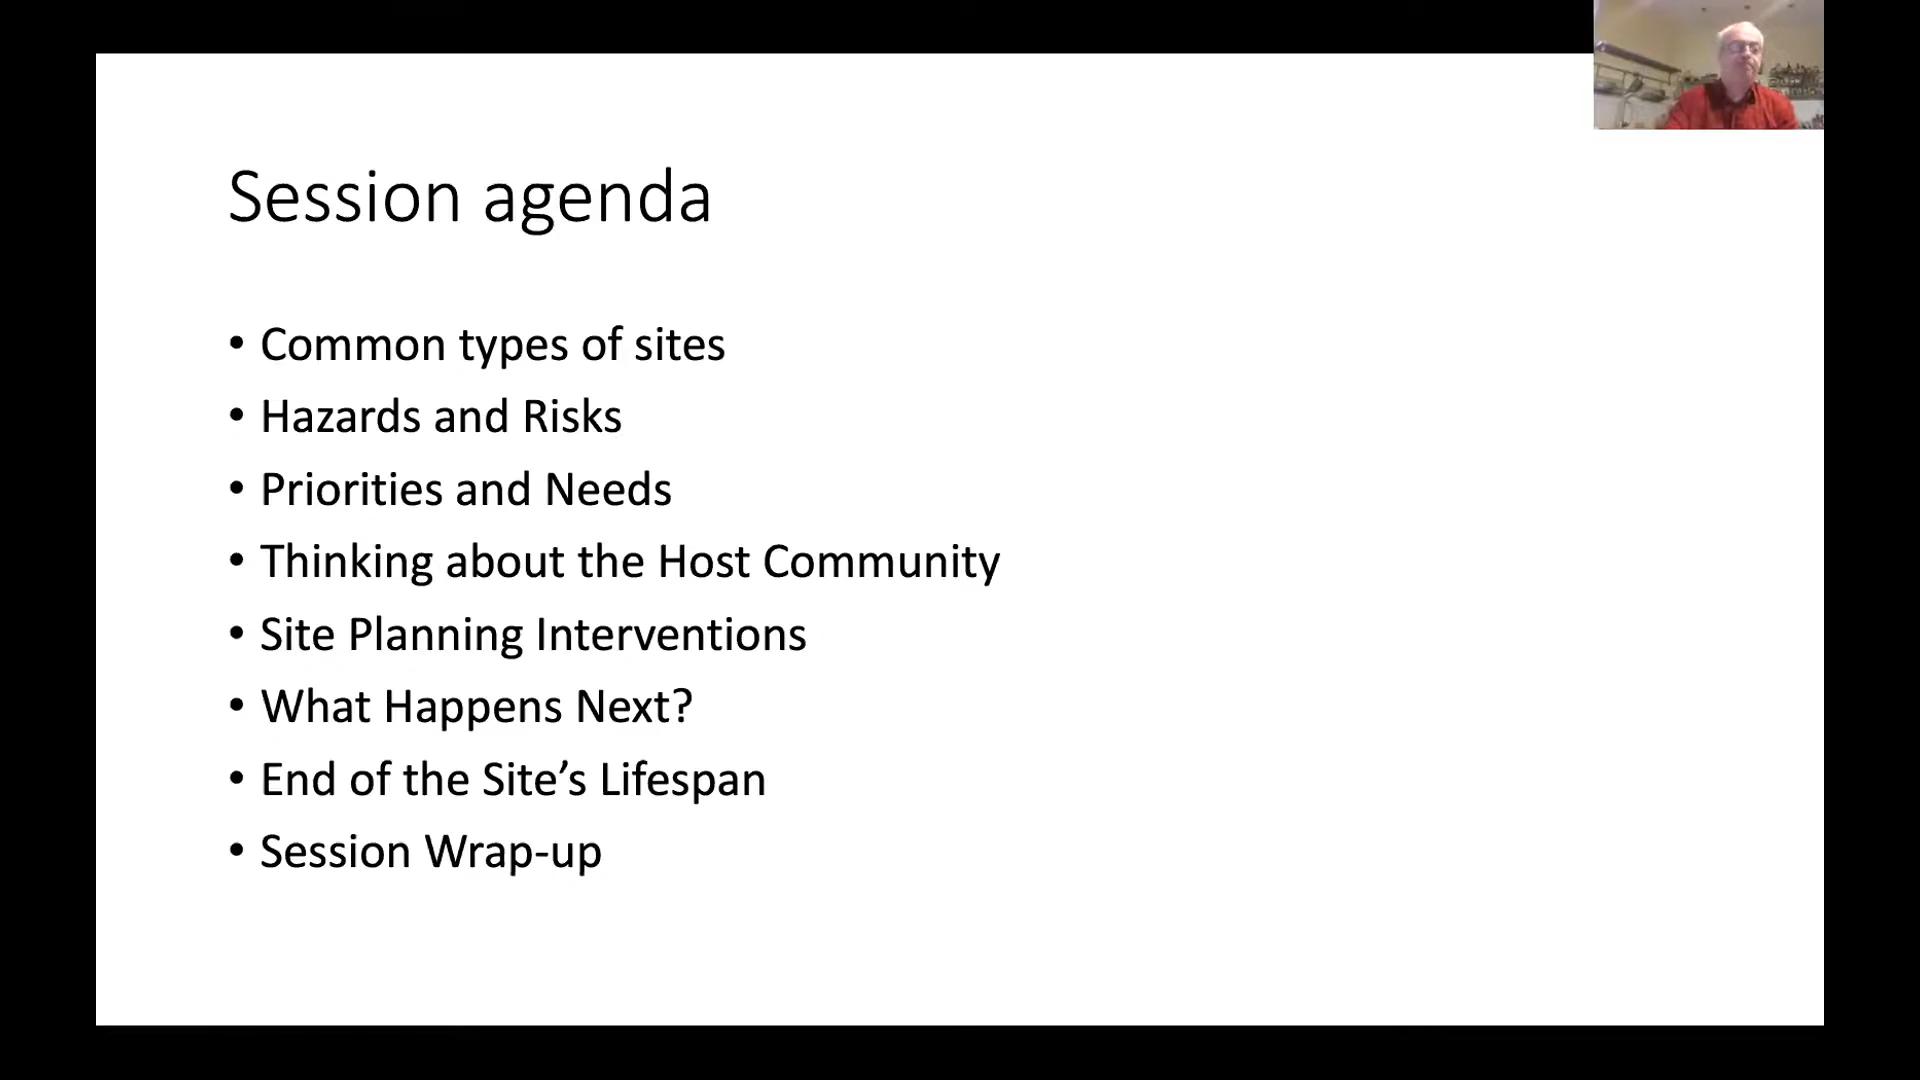 Session agenda
• Common types of sites
• Hazards and Risks
• Priorities and Needs
• Thinking about the Host Community
• Site Planning Interventions
• What Happens Next?
• End of the Site’s Lifespan
• Session Wrap-up